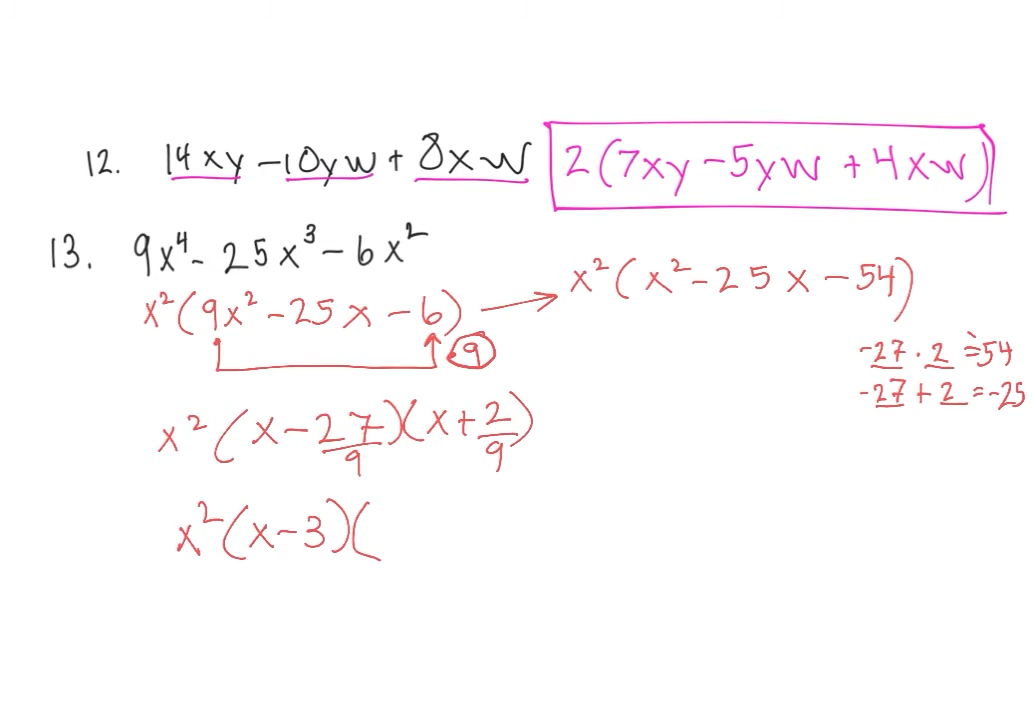 12. 14xy - 10yw + 8xw 2(7xy - 5yw + 4xw)
13. 9x⁴ - 25x³ - 6x²
x²(9x² - 25x - 6) → x²(x² - 25x - 54)
9
-27 · 2 = -54
-27 + 2 = -25
x²(x - 27/9)(x + 2/9)
x²(x - 3)(